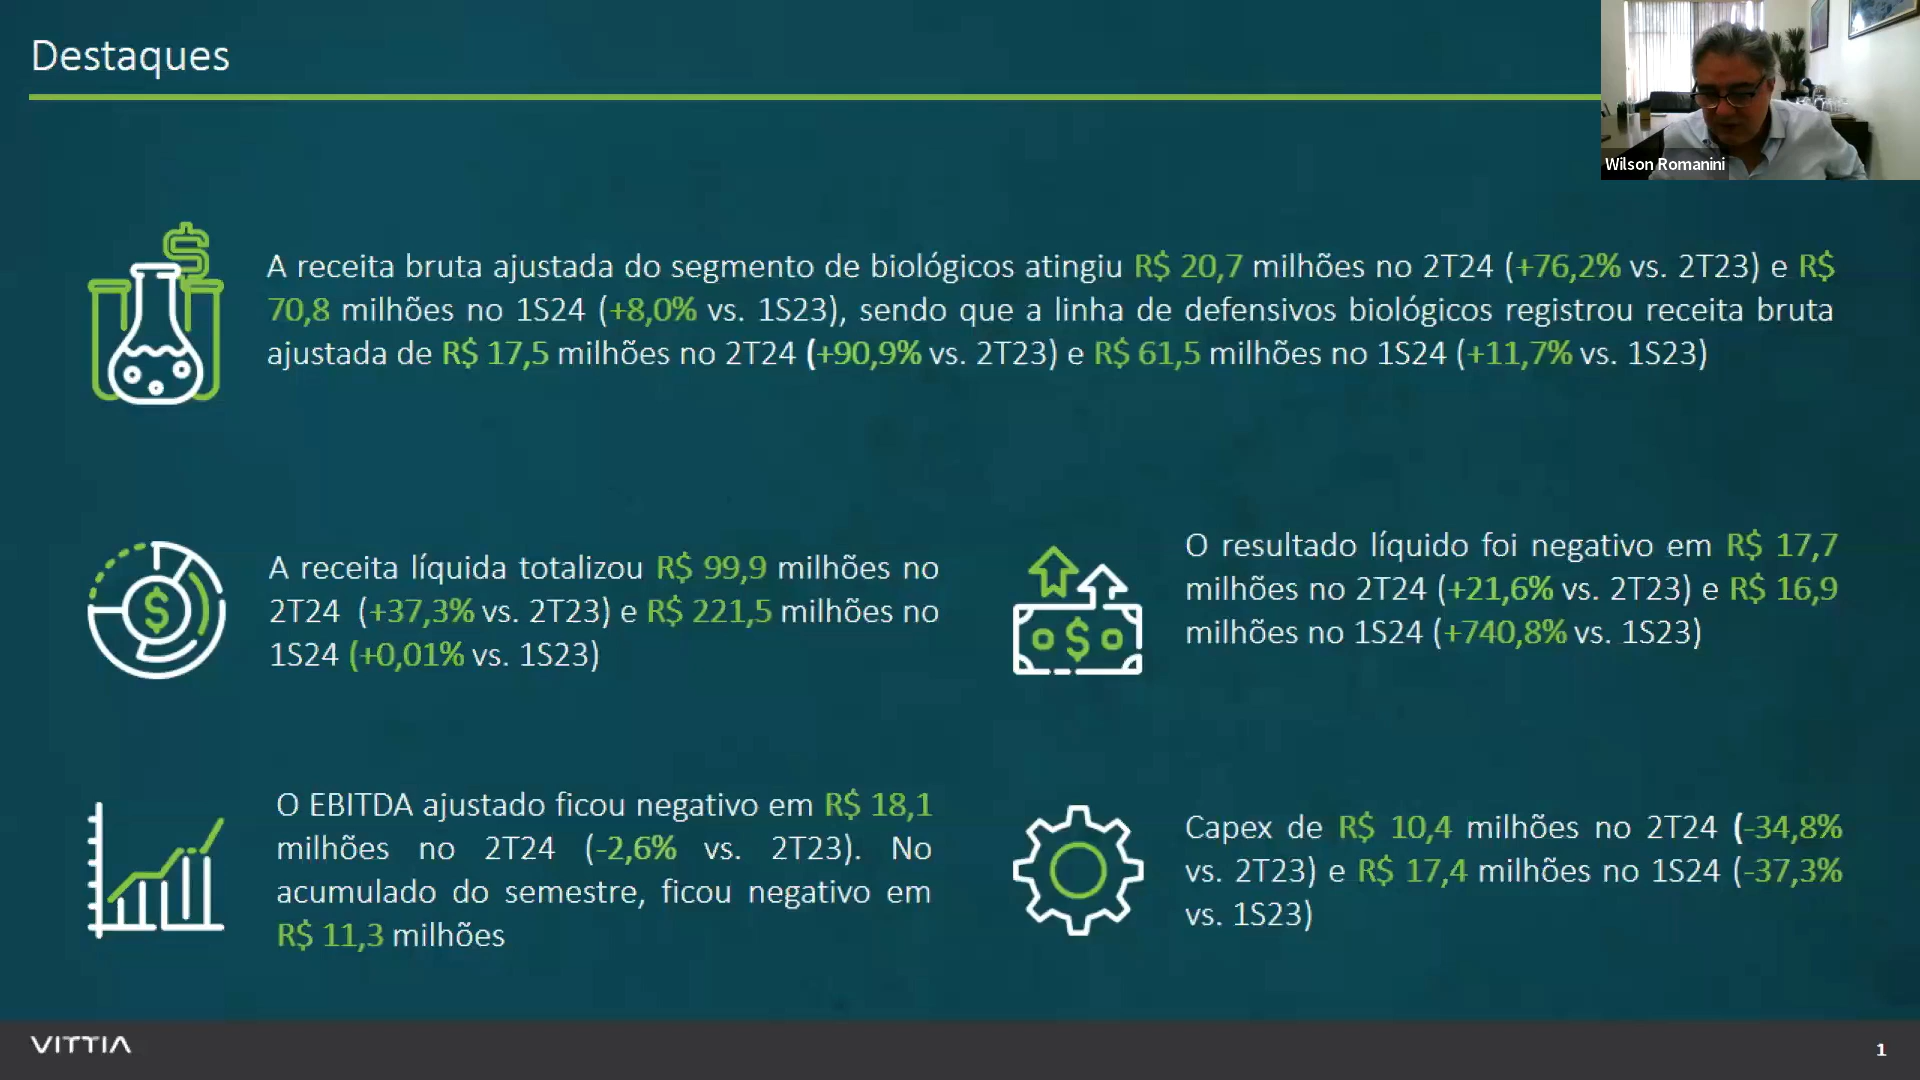 Destaques
Wilson Romanini
A receita bruta ajustada do segmento de biológicos atingiu R$ 20,7 milhões no 2T24 (+76,2% vs. 2T23) e R$
70,8 milhões no 1S24 (+8,0% vs. 1S23), sendo que a linha de defensivos biológicos registrou receita bruta
ajustada de R$ 17,5 milhões no 2T24 (+90,9% vs. 2T23) e R$ 61,5 milhões no 1S24 (+11,7% vs. 1S23)
A receita líquida totalizou R$ 99,9 milhões no
2T24 (+37,3% vs. 2T23) e R$ 221,5 milhões no
1S24 (+0,01% vs. 1S23)
O resultado líquido foi negativo em R$ 17,7
milhões no 2T24 (+21,6% vs. 2T23) e R$ 16,9
milhões no 1S24 (+740,8% vs. 1S23)
O EBITDA ajustado ficou negativo em R$ 18,1
milhões no 2T24 (-2,6% vs. 2T23). No
acumulado do semestre, ficou negativo em
R$ 11,3 milhões
Capex de R$ 10,4 milhões no 2T24 (-34,8%
vs. 2T23) e R$ 17,4 milhões no 1S24 (-37,3%
vs. 1S23)
VITTIA
1